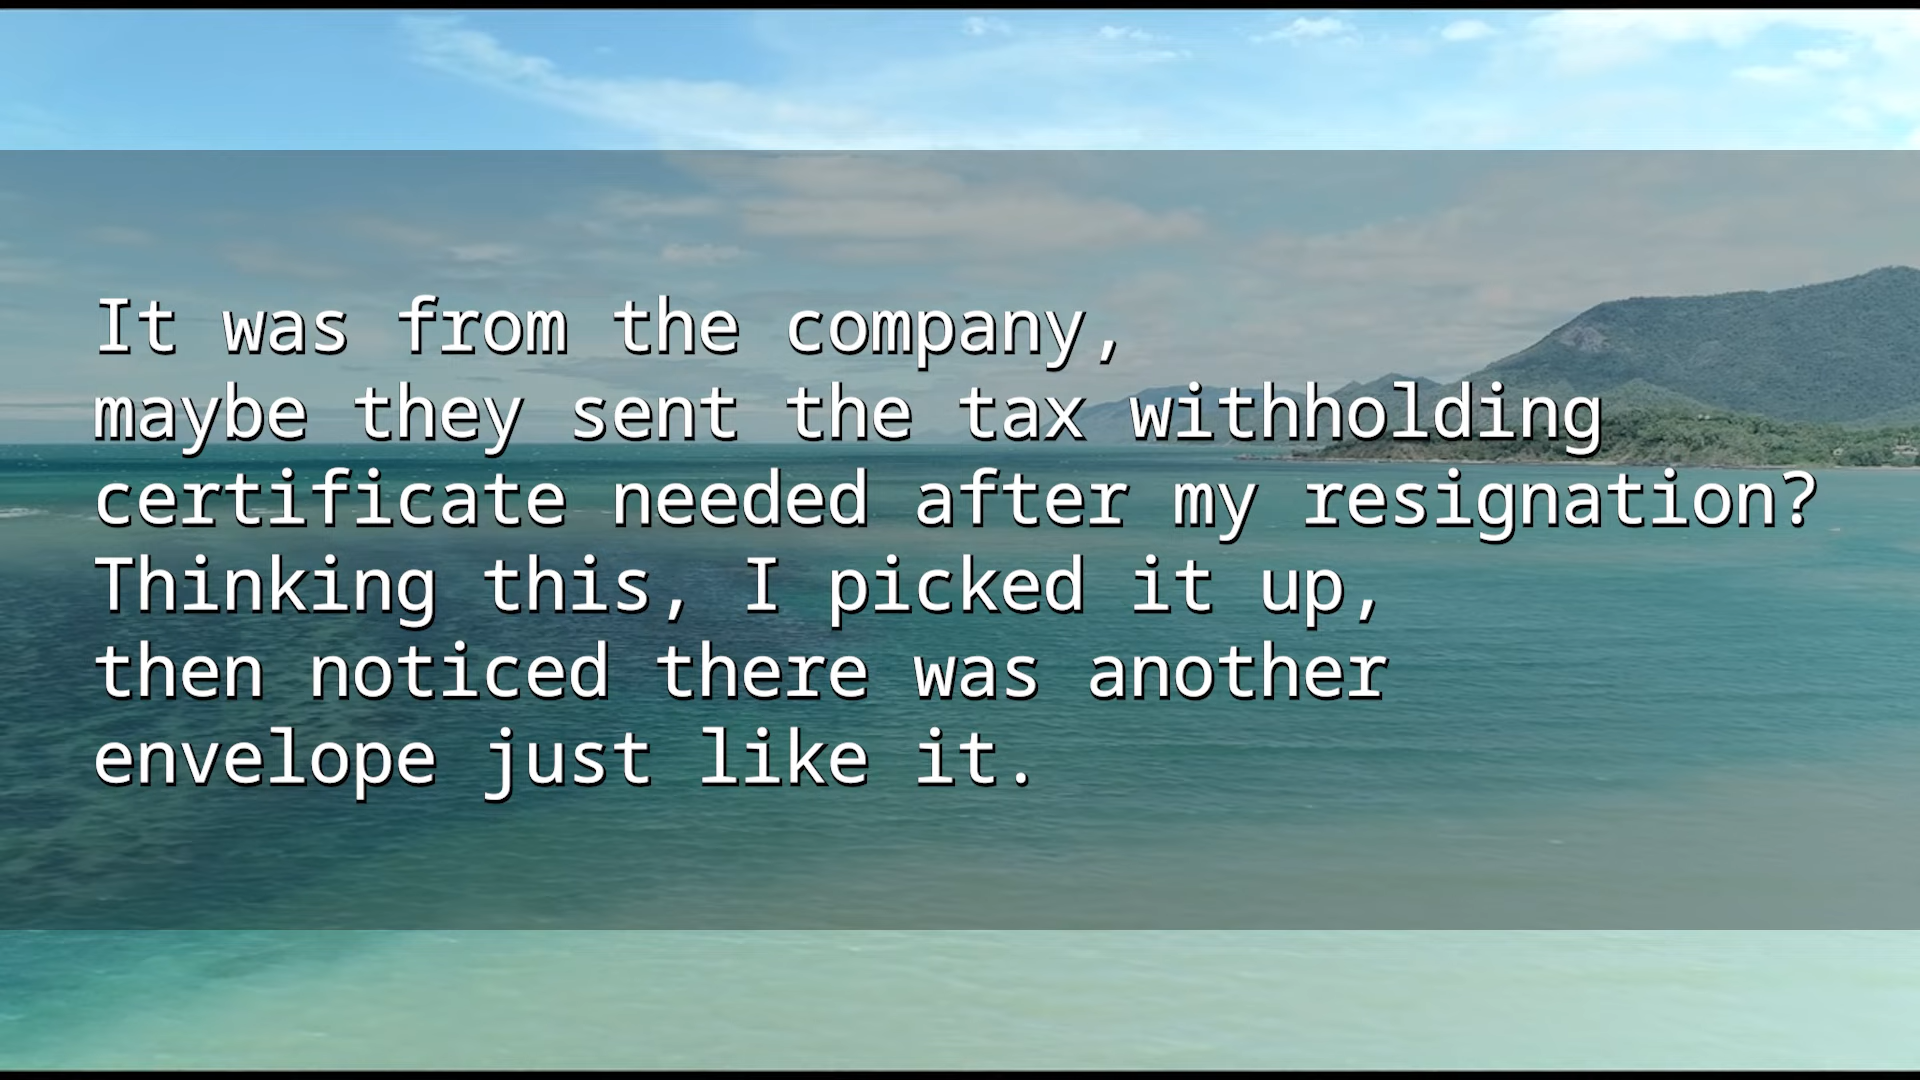 It was from the company,
maybe they sent the tax withholding
certificate needed after my resignation?
Thinking this, I picked it up,
then noticed there was another
envelope just like it.